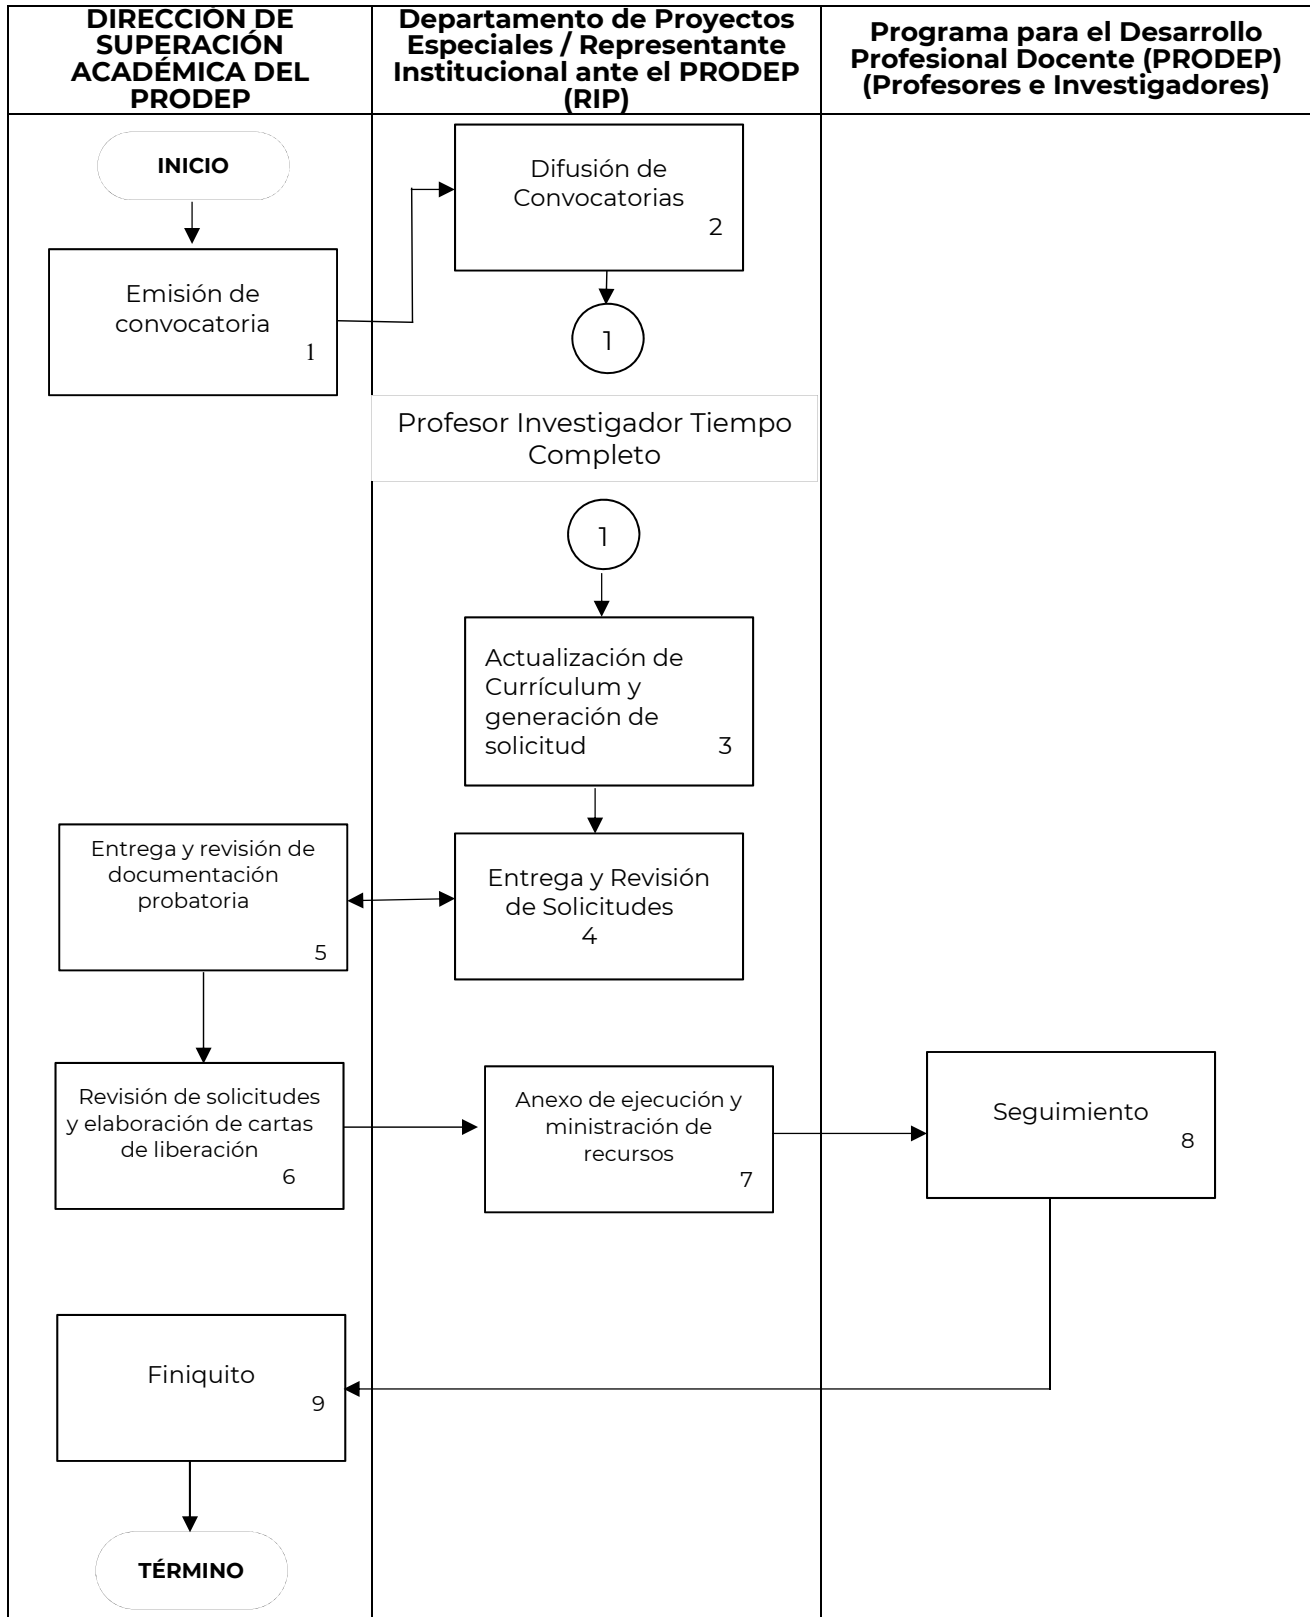 DIRECCIÓN DE
SUPERACIÓN
ACADÉMICA DEL
PRODEP
Departamento de Proyectos
Especiales / Representante
Institucional ante el PRODEP
(RIP)
Programa para el Desarrollo
Profesional Docente (PRODEP)
(Profesores e Investigadores)
INICIO
Difusión de
Convocatorias
2
Emisión de
convocatoria
1
1
Profesor Investigador Tiempo
Completo
1
Actualización de
Currículum y
generación de
solicitud 3
Entrega y revisión de
documentación
probatoria
5
Entrega y Revisión
de Solicitudes
4
Revisión de solicitudes
y elaboración de cartas
de liberación
6
Anexo de ejecución y
ministración de
recursos
7
Seguimiento
8
Finiquito
9
TÉRMINO